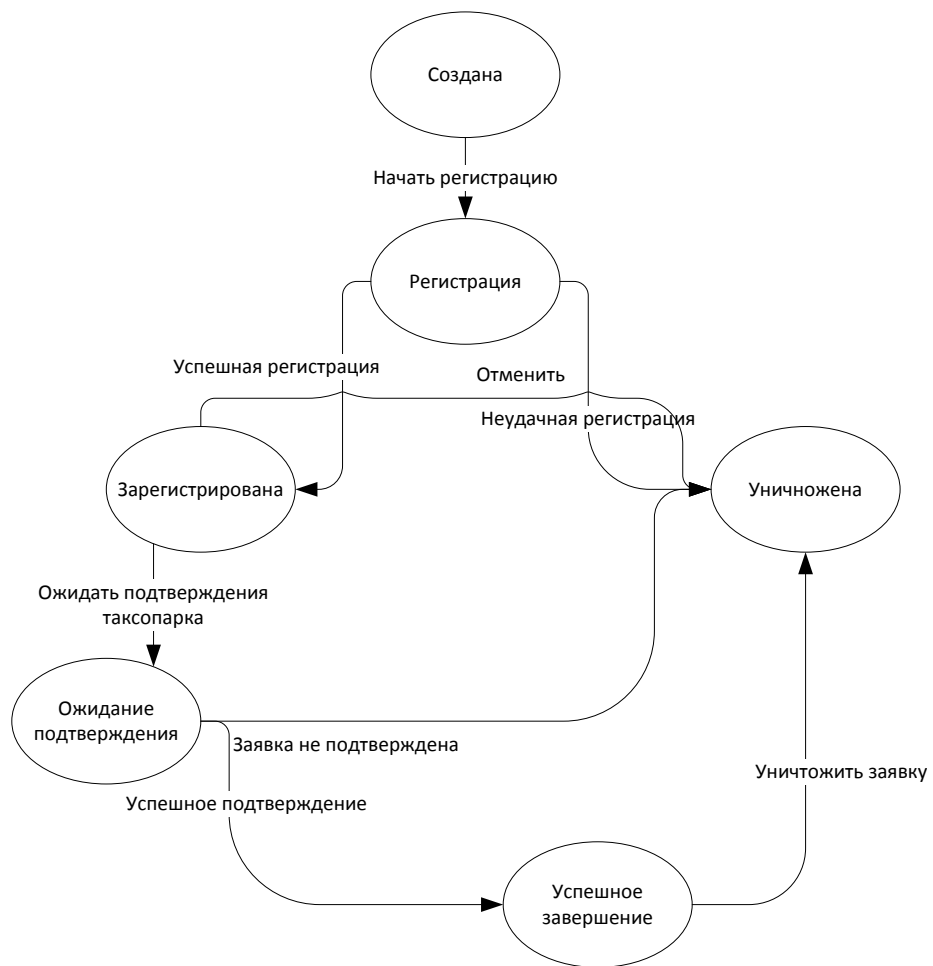 Создана
Начать регистрацию
Регистрация
Успешная регистрация
Отменить
Неудачная регистрация
Зарегистрирована
Уничножена
Ожидать подтверждения
таксопарка
Ожидание
подтверждения
Заявка не подтверждена
Уничтожить заявку
Успешное подтверждение
Успешное
завершение